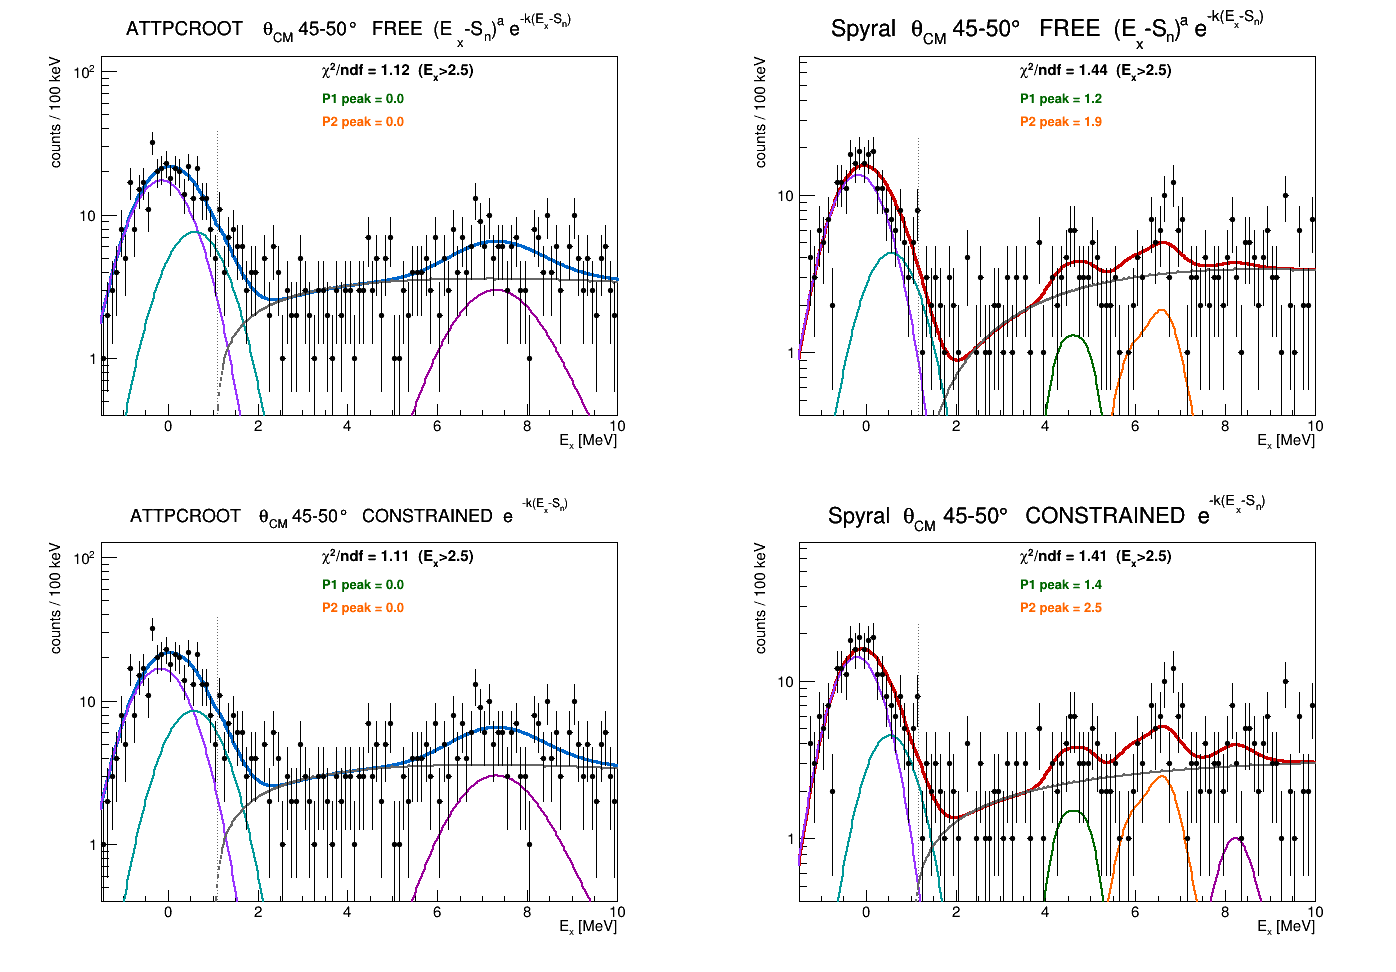 ATTPCROOT θCM 45-50° FREE (Ex-Sn)^a e^-k(Ex-Sn)
counts / 100 keV
χ²/ndf = 1.12 (Ex>2.5)
P1 peak = 0.0
P2 peak = 0.0
10²
10
1
0 2 4 6 8 10
Ex [MeV]
Spyral θCM 45-50° FREE (Ex-Sn)^a e^-k(Ex-Sn)
counts / 100 keV
χ²/ndf = 1.44 (Ex>2.5)
P1 peak = 1.2
P2 peak = 1.9
10
1
0 2 4 6 8 10
Ex [MeV]
ATTPCROOT θCM 45-50° CONSTRAINED e^-k(Ex-Sn)
counts / 100 keV
χ²/ndf = 1.11 (Ex>2.5)
P1 peak = 0.0
P2 peak = 0.0
10²
10
1
0 2 4 6 8 10
Ex [MeV]
Spyral θCM 45-50° CONSTRAINED e^-k(Ex-Sn)
counts / 100 keV
χ²/ndf = 1.41 (Ex>2.5)
P1 peak = 1.4
P2 peak = 2.5
10
1
0 2 4 6 8 10
Ex [MeV]